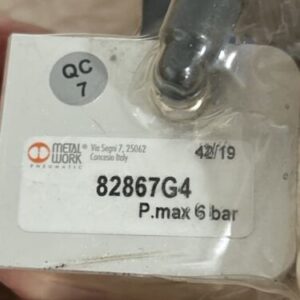 QC
7
METAL WORK ®
PNEUMATIC
Via Segni 7, 25062
Concesio Italy
42/19
82867G4
P.max 6 bar